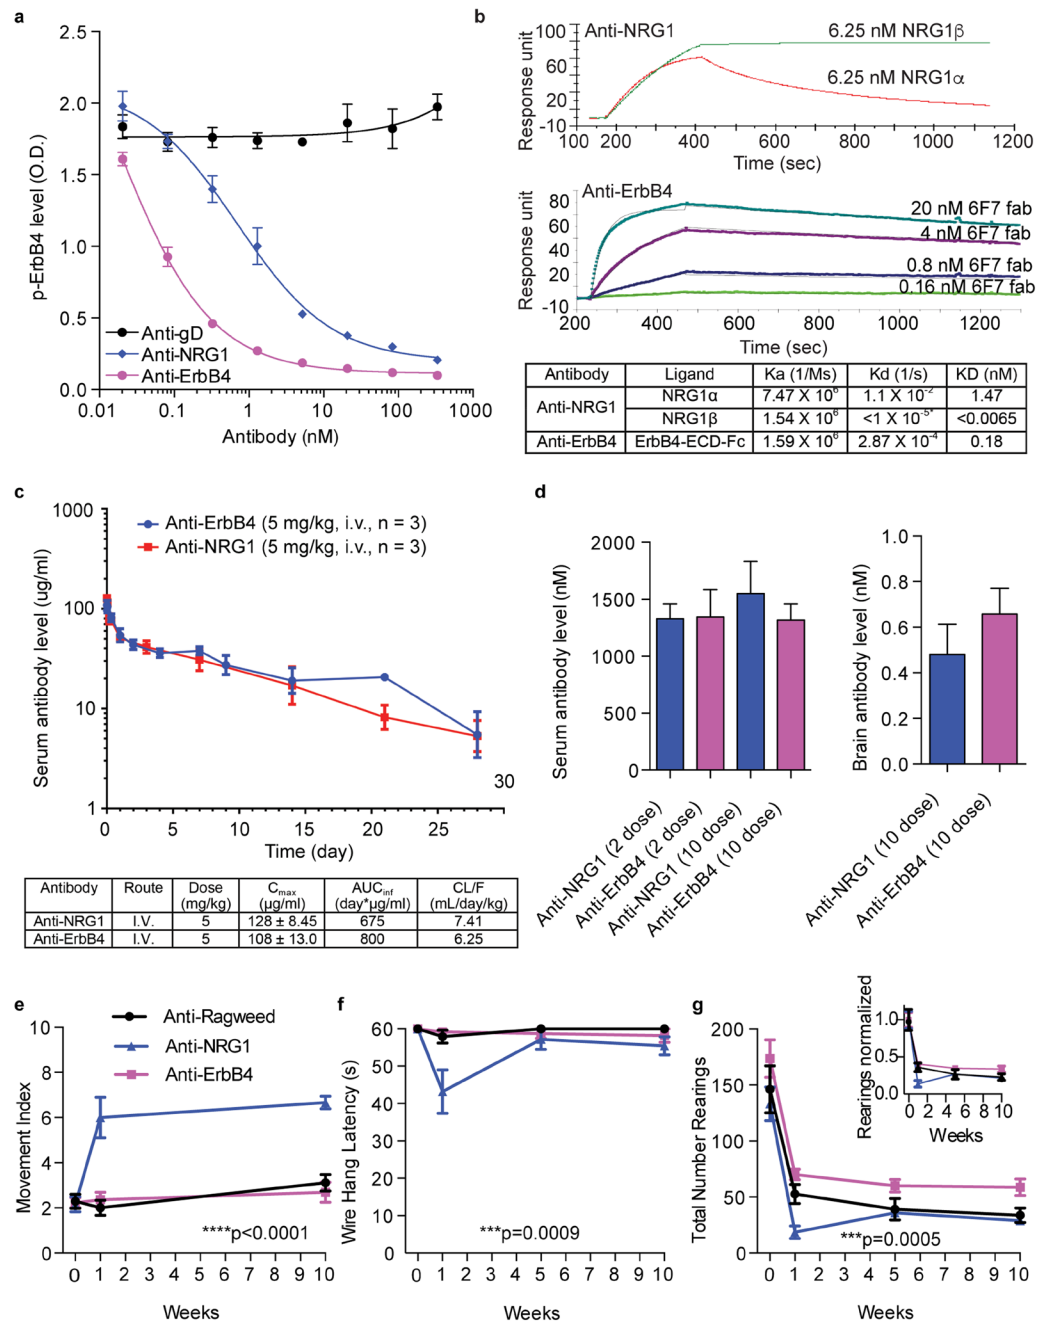 a
2.5
2.0
1.5
1.0
0.5
0.0
p-ErbB4 level (O.D.)
Anti-gD
Anti-NRG1
Anti-ErbB4
0.01 0.1 1 10 100 1000
Antibody (nM)
b
Response unit
100
60
20
-10
Anti-NRG1
6.25 nM NRG1β
6.25 nM NRG1α
100 200 400 600 800 1000 1200
Time (sec)
Response unit
80
60
40
20
-10
Anti-ErbB4
20 nM 6F7 fab
4 nM 6F7 fab
0.8 nM 6F7 fab
0.16 nM 6F7 fab
200 400 600 800 1000 1200
Time (sec)
Antibody Ligand Ka (1/Ms) Kd (1/s) KD (nM)
Anti-NRG1 NRG1α 7.47 X 10⁶ 1.1 X 10⁻² 1.47
NRG1β 1.54 X 10⁶ <1 X 10⁻⁵* <0.0065
Anti-ErbB4 ErbB4-ECD-Fc 1.59 X 10⁶ 2.87 X 10⁻⁴ 0.18
c
1000
100
10
1
Serum antibody level (ug/ml)
Anti-ErbB4 (5 mg/kg, i.v., n = 3)
Anti-NRG1 (5 mg/kg, i.v., n = 3)
30
0 5 10 15 20 25
Time (day)
Antibody Route Dose (mg/kg) Cmax (µg/ml) AUCinf (day*µg/ml) CL/F (mL/day/kg)
Anti-NRG1 I.V. 5 128 ± 8.45 675 7.41
Anti-ErbB4 I.V. 5 108 ± 13.0 800 6.25
d
Serum antibody level (nM)
2000
1500
1000
500
0
Anti-NRG1 (2 dose)
Anti-ErbB4 (2 dose)
Anti-NRG1 (10 dose)
Anti-ErbB4 (10 dose)
Brain antibody level (nM)
1.0
0.8
0.6
0.4
0.2
0.0
Anti-NRG1 (10 dose)
Anti-ErbB4 (10 dose)
e
Anti-Ragweed
Anti-NRG1
Anti-ErbB4
Movement Index
10
8
6
4
2
0
****p<0.0001
0 1 2 3 4 5 6 7 8 9 10
Weeks
f
Wire Hang Latency (s)
60
40
60
30
20
10
0
***p=0.0009
0 1 2 3 4 5 6 7 8 9 10
Weeks
g
Total Number Rearings
200
150
100
50
0
***p=0.0005
0 1 2 3 4 5 6 7 8 9 10
Weeks
Rearings normalized
1.0
0.5
0.0
0 2 4 6 8 10
Weeks